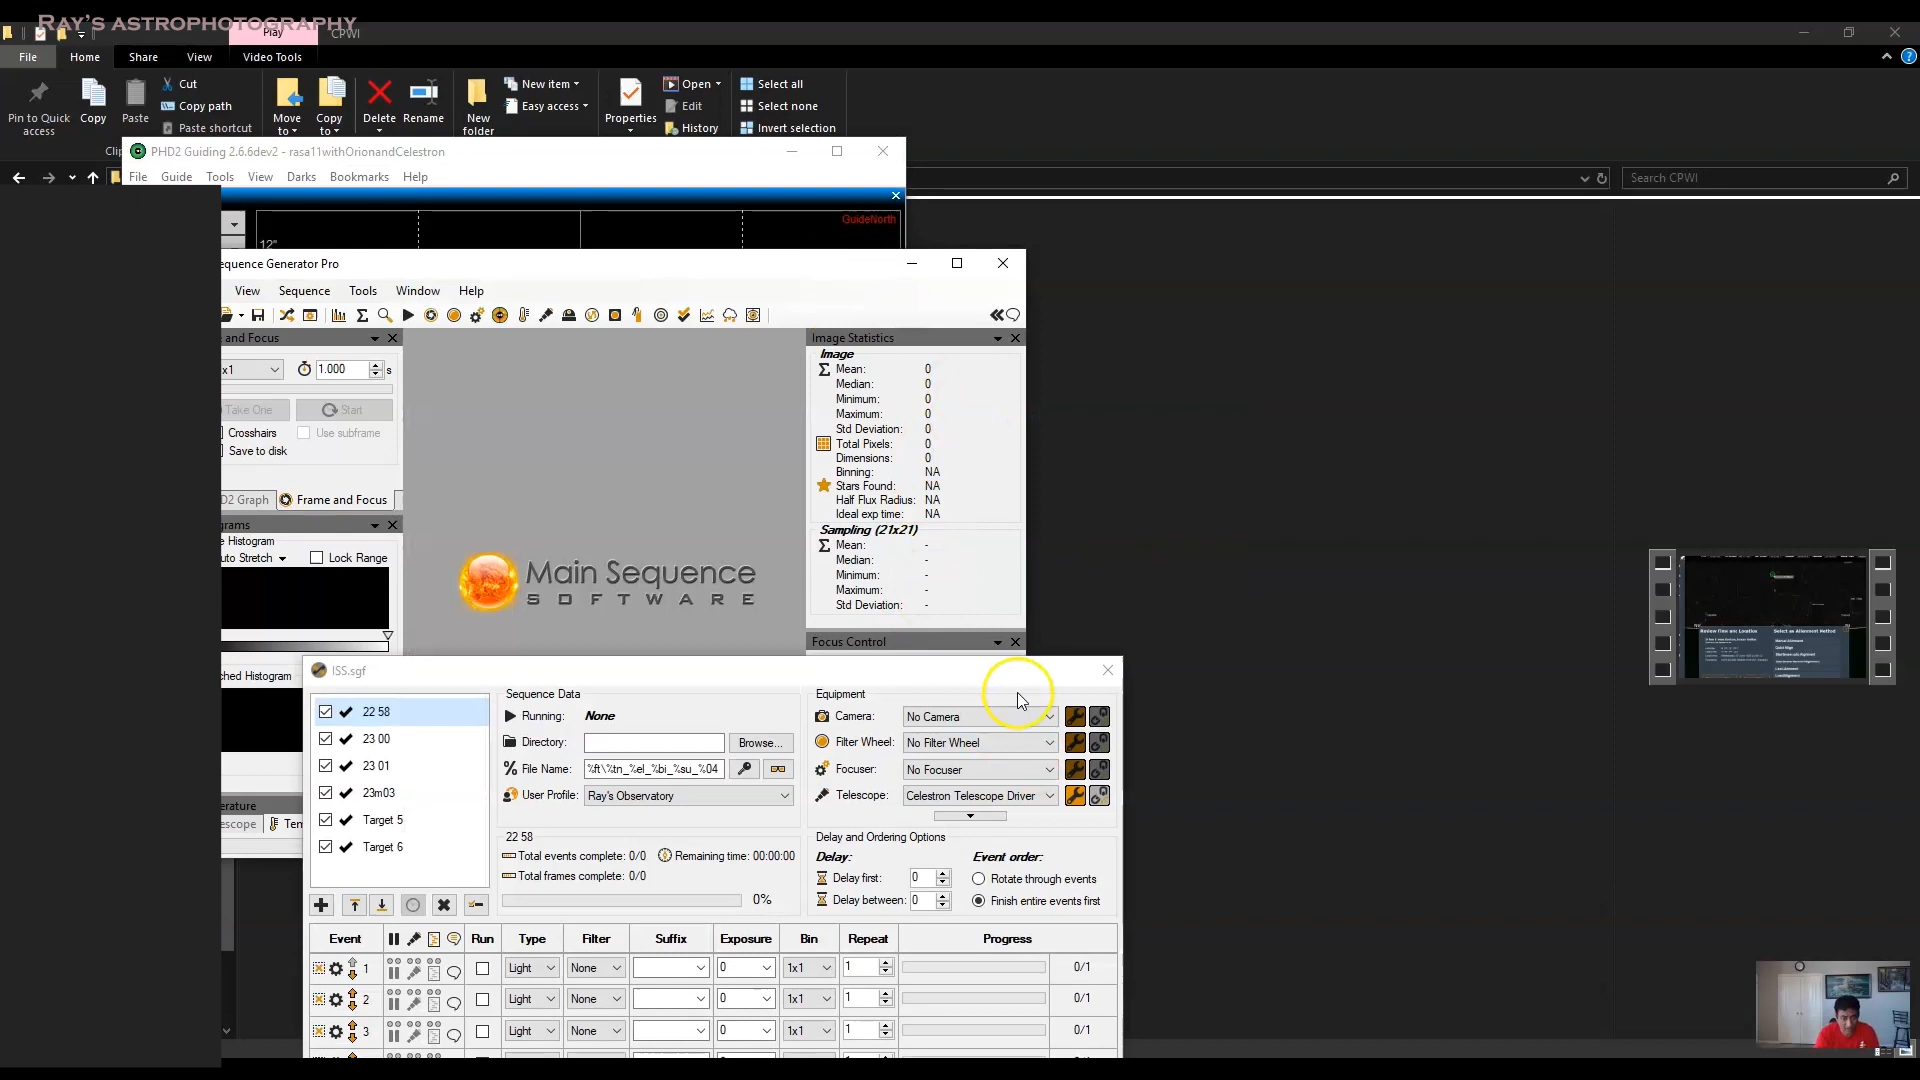 RAY'S ASTROPHOTOGRAPHY
Play
CPWI
File
Home
Share
View
Video Tools
Pin to Quick access
Copy
Paste
Cut
Copy path
Paste shortcut
Move to
Copy to
Delete
Rename
New folder
New item
Easy access
Properties
Open
Edit
History
Select all
Select none
Invert selection
Clip
PHD2 Guiding 2.6.6dev2 - rasa11withOrionandCelestron
File Guide Tools View Darks Bookmarks Help
Search CPWI
GuideNorth
12"
equence Generator Pro
View Sequence Tools Window Help
and Focus
x1
1.000 s
Take One
Start
Crosshairs
Use subframe
Save to disk
D2 Graph
Frame and Focus
grams
e Histogram
uto Stretch
Lock Range
ched Histogram
erature
escope
Ten
Main Sequence
SOFTWARE
Image Statistics
Image
Mean: 0
Median: 0
Minimum: 0
Maximum: 0
Std Deviation: 0
Total Pixels: 0
Dimensions: 0
Binning: NA
Stars Found: NA
Half Flux Radius: NA
Ideal exp time: NA
Sampling (21x21)
Mean: -
Median: -
Minimum: -
Maximum: -
Std Deviation: -
Focus Control
ISS.sgf
22 58
23 00
23 01
23m03
Target 5
Target 6
Sequence Data
Running: None
Directory:
Browse...
File Name: %ft\%tn_%el_%bi_%su_%04
User Profile: Ray's Observatory
22 58
Total events complete: 0/0
Remaining time: 00:00:00
Total frames complete: 0/0
0%
Equipment
Camera: No Camera
Filter Wheel: No Filter Wheel
Focuser: No Focuser
Telescope: Celestron Telescope Driver
Delay and Ordering Options
Delay:
Event order:
Delay first: 0
Rotate through events
Delay between: 0
Finish entire events first
Event Run Type Filter Suffix Exposure Bin Repeat Progress
1 Light None 0 1x1 1 0/1
2 Light None 0 1x1 1 0/1
3 Light None 0 1x1 1 0/1